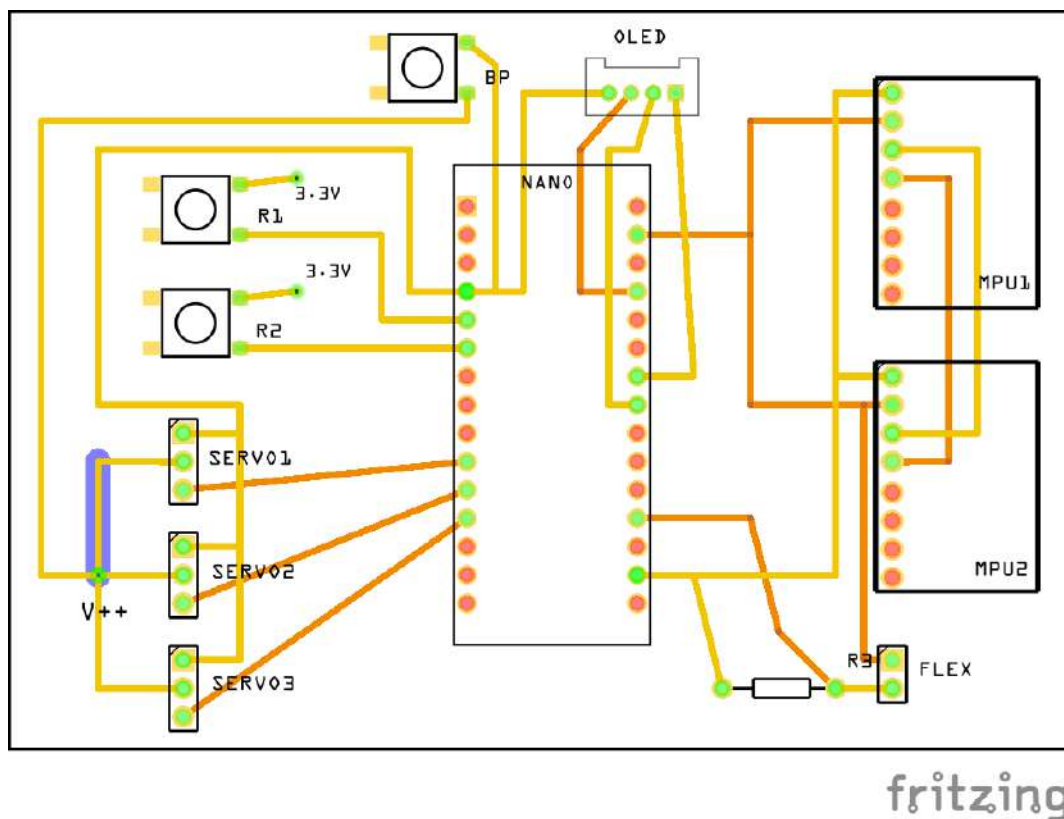 OLED
BP
NANO
3.3V
R1
3.3V
R2
MPU1
SERVO1
SERVO2
V++
MPU2
R3
FLEX
SERVO3
fritzing